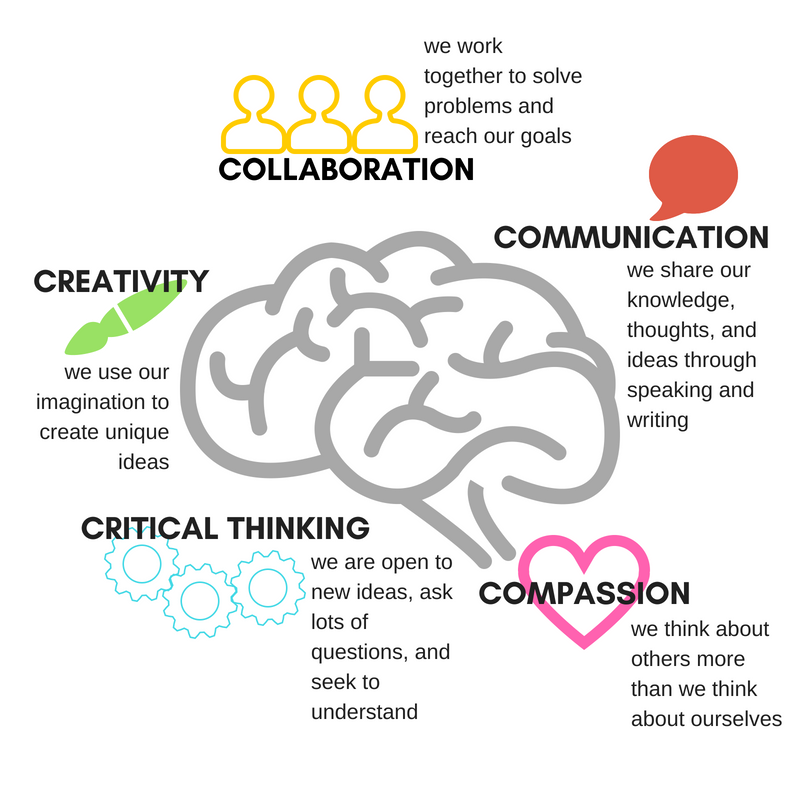 we work
together to solve
problems and
reach our goals
COLLABORATION
COMMUNICATION
we share our
knowledge,
thoughts, and
ideas through
speaking and
writing
CREATIVITY
we use our
imagination to
create unique
ideas
CRITICAL THINKING
we are open to
new ideas, ask
lots of
questions, and
seek to
understand
COMPASSION
we think about
others more
than we think
about ourselves